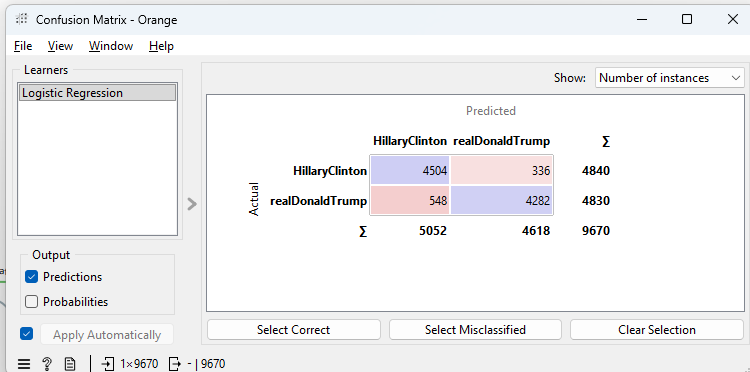 Confusion Matrix - Orange
File View Window Help
Learners
Logistic Regression
Output
Predictions
Probabilities
Apply Automatically
1×9670 - | 9670
Show: Number of instances
Predicted
HillaryClinton realDonaldTrump Σ
Actual
HillaryClinton 4504 336 4840
realDonaldTrump 548 4282 4830
Σ 5052 4618 9670
Select Correct Select Misclassified Clear Selection